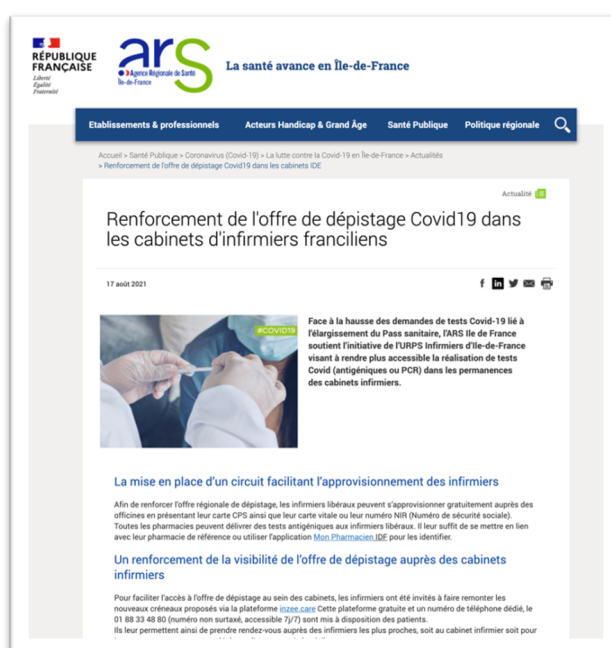 RÉPUBLIQUE
FRANÇAISE
Liberté
Égalité
Fraternité
ars
Agence Régionale de Santé
Île-de-France
La santé avance en Île-de-France
Etablissements & professionnels Acteurs Handicap & Grand Âge Santé Publique Politique régionale
Accueil > Santé Publique > Coronavirus (Covid-19) > La lutte contre la Covid-19 en Île-de-France > Actualités
> Renforcement de l'offre de dépistage Covid19 dans les cabinets IDE
Actualité
Renforcement de l'offre de dépistage Covid19 dans
les cabinets d'infirmiers franciliens
17 août 2021
#COVID19
Face à la hausse des demandes de tests Covid-19 lié à
l'élargissement du Pass sanitaire, l'ARS Ile de France
soutient l'initiative de l'URPS Infirmiers d'Ile-de-France
visant à rendre plus accessible la réalisation de tests
Covid (antigéniques ou PCR) dans les permanences
des cabinets infirmiers.
La mise en place d'un circuit facilitant l'approvisionnement des infirmiers
Afin de renforcer l'offre régionale de dépistage, les infirmiers libéraux peuvent s'approvisionner gratuitement auprès des
officines en présentant leur carte CPS ainsi que leur carte vitale ou leur numéro NIR (Numéro de sécurité sociale).
Toutes les pharmacies peuvent délivrer des tests antigéniques aux infirmiers libéraux. Il leur suffit de se mettre en lien
avec leur pharmacie de référence ou utiliser l'application Mon Pharmacien IDF pour les identifier.
Un renforcement de la visibilité de l'offre de dépistage auprès des cabinets
infirmiers
Pour faciliter l'accès à l'offre de dépistage au sein des cabinets, les infirmiers ont été invités à faire remonter les
nouveaux créneaux proposés via la plateforme inzee.care Cette plateforme gratuite et un numéro de téléphone dédié, le
01 88 33 48 80 (numéro non surtaxé, accessible 7j/7) sont mis à disposition des patients.
Ils leur permettent ainsi de prendre rendez-vous auprès des infirmiers les plus proches, soit au cabinet infirmier soit pour